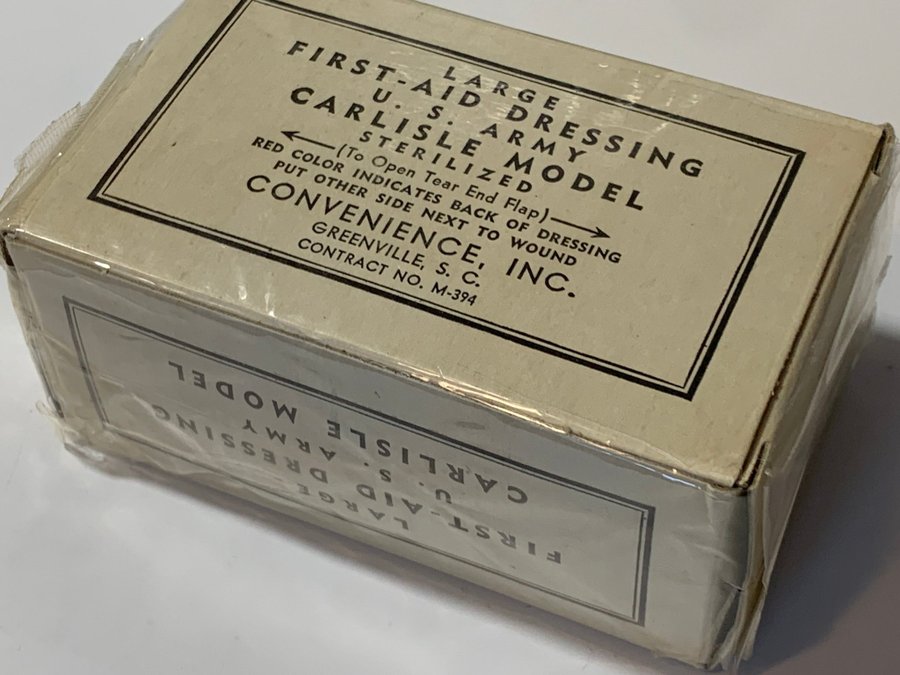 LARGE
FIRST-AID DRESSING
U. S. ARMY
CARLISLE MODEL
STERILIZED
(To Open Tear End Flap)
RED COLOR INDICATES BACK OF DRESSING
PUT OTHER SIDE NEXT TO WOUND
CONVENIENCE, INC.
GREENVILLE, S. C.
CONTRACT NO. M-394
LARGE
FIRST-AID DRESSING
U. S. ARMY
CARLISLE MODEL